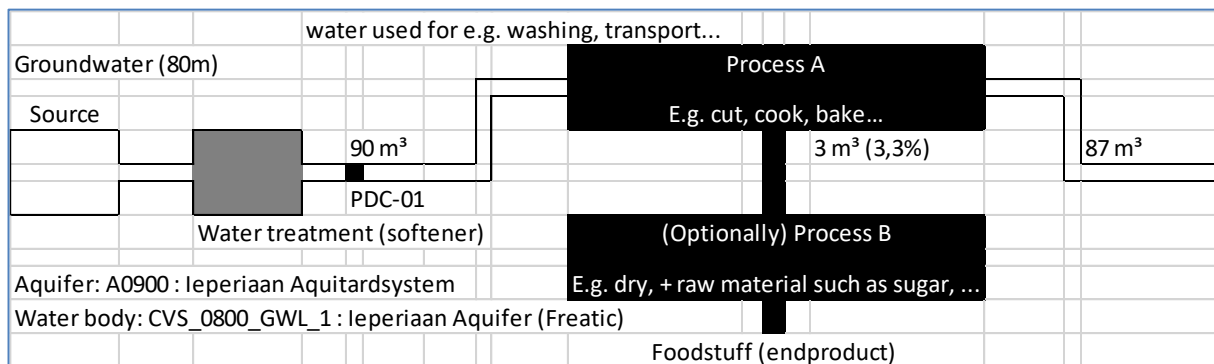 water used for e.g. washing, transport...
Groundwater (80m)
Process A
Source
E.g. cut, cook, bake...
90 m³
3 m³ (3,3%)
87 m³
PDC-01
Water treatment (softener)
(Optionally) Process B
Aquifer: A0900 : Ieperiaan Aquitardsystem
E.g. dry, + raw material such as sugar, ...
Water body: CVS_0800_GWL_1 : Ieperiaan Aquifer (Freatic)
Foodstuff (endproduct)